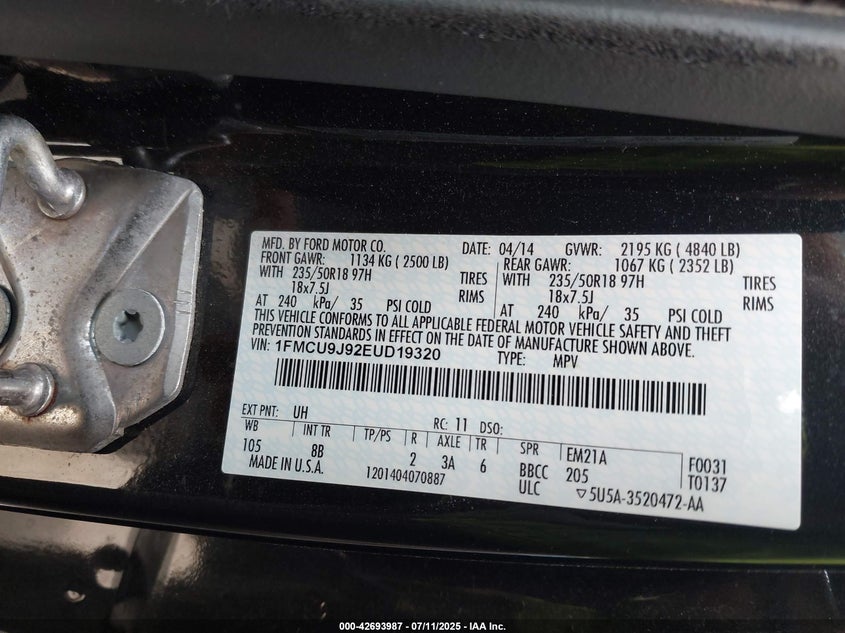 MFD. BY FORD MOTOR CO. DATE: 04/14 GVWR: 2195 KG ( 4840 LB)
FRONT GAWR: 1134 KG ( 2500 LB) REAR GAWR: 1067 KG ( 2352 LB)
WITH 235/50R18 97H TIRES WITH 235/50R18 97H TIRES
18x7.5J RIMS 18x7.5J RIMS
AT 240 kPa/ 35 PSI COLD AT 240 kPa/ 35 PSI COLD
THIS VEHICLE CONFORMS TO ALL APPLICABLE FEDERAL MOTOR VEHICLE SAFETY AND THEFT
PREVENTION STANDARDS IN EFFECT ON THE DATE OF MANUFACTURE SHOWN ABOVE.
VIN: 1FMCU9J92EUD19320 TYPE: MPV
EXT PNT: UH RC: 11 DSO:
WB INT TR TP/PS R AXLE TR SPR EM21A F0031
105 8B 2 3A 6 BBCC 205 T0137
MADE IN U.S.A. 1201404070887 ULC ▽5U5A-3520472-AA
000-42693987 - 07/11/2025 - IAA Inc.